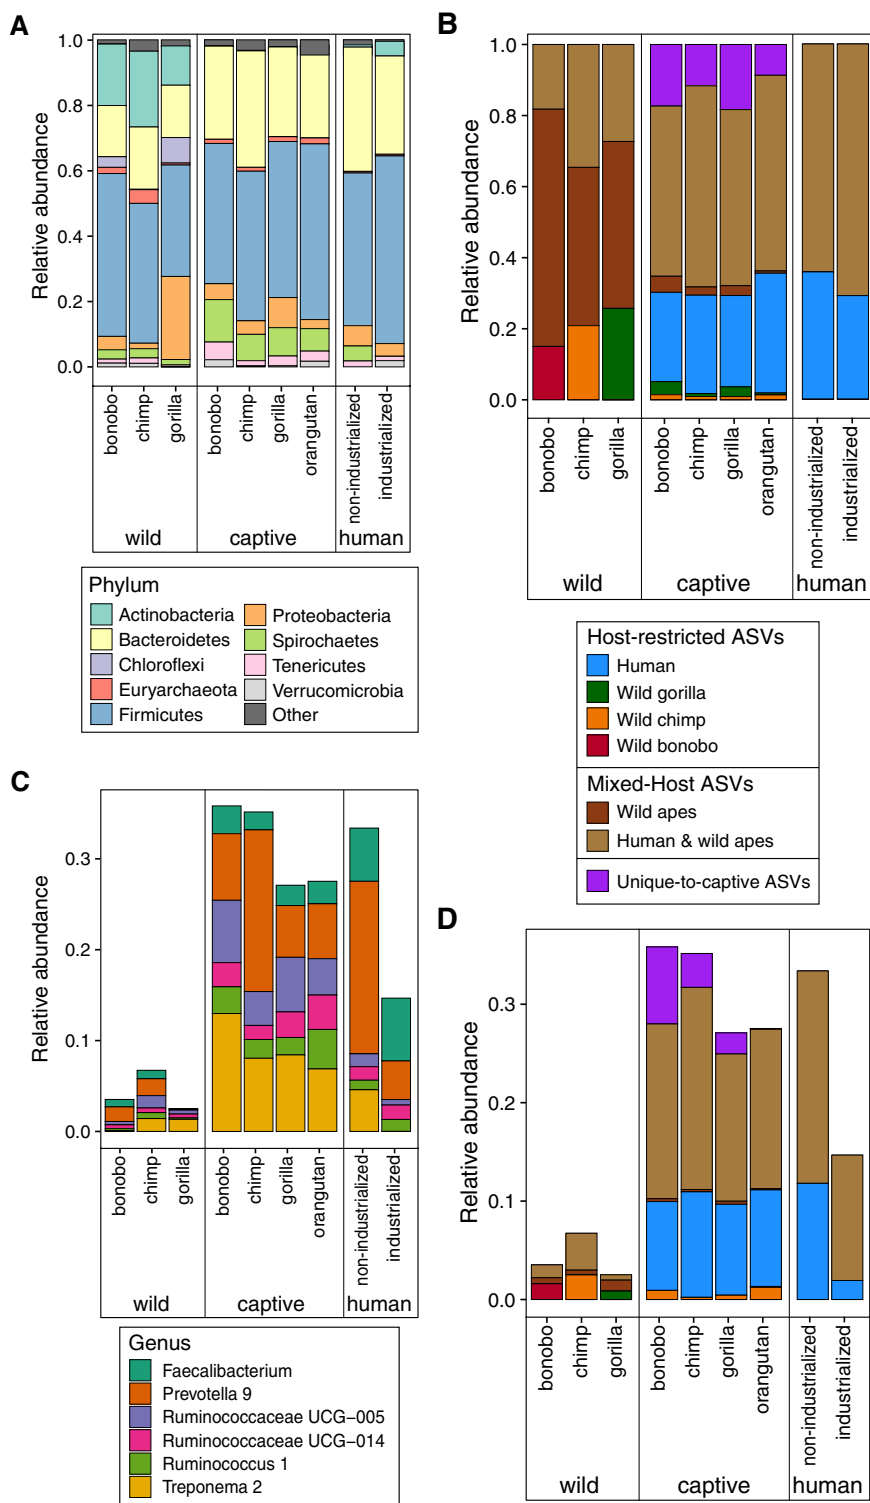 A
Relative abundance
1.0
0.8
0.6
0.4
0.2
0.0
bonobo
chimp
gorilla
bonobo
chimp
gorilla
orangutan
non-industrialized
industrialized
wild
captive
human
Phylum
Actinobacteria
Bacteroidetes
Chloroflexi
Euryarchaeota
Firmicutes
Proteobacteria
Spirochaetes
Tenericutes
Verrucomicrobia
Other
B
Relative abundance
1.0
0.8
0.6
0.4
0.2
0.0
bonobo
chimp
gorilla
bonobo
chimp
gorilla
orangutan
non-industrialized
industrialized
wild
captive
human
Host-restricted ASVs
Human
Wild gorilla
Wild chimp
Wild bonobo
Mixed-Host ASVs
Wild apes
Human & wild apes
Unique-to-captive ASVs
C
Relative abundance
0.3
0.2
0.1
0.0
bonobo
chimp
gorilla
bonobo
chimp
gorilla
orangutan
non-industrialized
industrialized
wild
captive
human
Genus
Faecalibacterium
Prevotella 9
Ruminococcaceae UCG−005
Ruminococcaceae UCG−014
Ruminococcus 1
Treponema 2
D
Relative abundance
0.3
0.2
0.1
0.0
bonobo
chimp
gorilla
bonobo
chimp
gorilla
orangutan
non-industrialized
industrialized
wild
captive
human